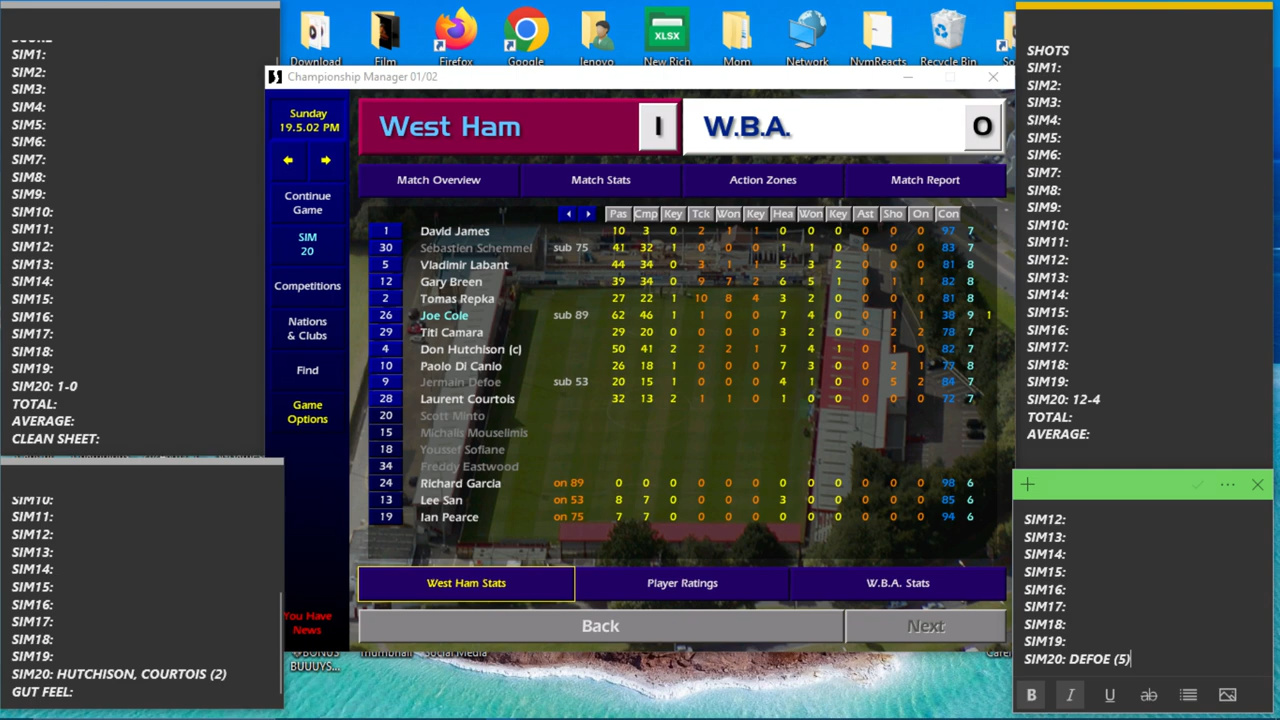 SIM1:
SIM2:
SIM3:
SIM4:
SIM5:
SIM6:
SIM7:
SIM8:
SIM9:
SIM10:
SIM11:
SIM12:
SIM13:
SIM14:
SIM15:
SIM16:
SIM17:
SIM18:
SIM19:
SIM20: 1-0
TOTAL:
AVERAGE:
CLEAN SHEET:
SIM10:
SIM11:
SIM12:
SIM13:
SIM14:
SIM15:
SIM16:
SIM17:
SIM18:
SIM19:
SIM20: HUTCHISON, COURTOIS (2)
GUT FEEL:
Download Film Firefox Google lenovo New Rich Mom Network NymReacts Recycle Bin
XLSX
Championship Manager 01/02
Sunday
19.5.02 PM
Continue
Game
SIM
20
Competitions
Nations
& Clubs
Find
Game
Options
You Have
News
West Ham 1 W.B.A. 0
Match Overview Match Stats Action Zones Match Report
Pas Cmp Key Tck Won Key Hea Won Key Ast Sho On Con
1 David James 10 3 0 2 1 1 0 0 0 0 0 0 97 7
30 Sébastien Schemmel sub 75 41 32 1 0 0 0 1 1 0 0 0 0 83 7
5 Vladimir Labant 44 34 0 3 1 1 5 3 2 0 0 0 81 8
12 Gary Breen 39 34 0 9 7 2 6 5 1 0 1 1 82 8
2 Tomas Repka 27 22 1 10 8 4 3 2 0 0 0 0 81 8
26 Joe Cole sub 89 62 46 1 1 0 0 7 4 0 0 1 1 38 9 1
29 Titi Camara 29 20 0 0 0 0 3 2 0 0 2 2 78 7
4 Don Hutchison (c) 50 41 2 2 2 1 7 4 1 0 1 0 82 7
10 Paolo Di Canio 26 18 1 0 0 0 7 3 0 0 2 1 77 8
9 Jermain Defoe sub 53 20 15 1 0 0 0 4 1 0 0 5 2 84 7
28 Laurent Courtois 32 13 2 1 1 0 1 0 0 0 0 0 72 7
20 Scott Minto
15 Michalis Mouselimis
18 Youssef Sofiane
34 Freddy Eastwood
24 Richard Garcia on 89 0 0 0 0 0 0 0 0 0 0 0 0 98 6
13 Lee San on 53 8 7 0 0 0 0 3 0 0 0 0 0 85 6
19 Ian Pearce on 75 7 7 0 0 0 0 0 0 0 0 0 0 94 6
West Ham Stats Player Ratings W.B.A. Stats
Back Next
BUUUYS...
SHOTS
SIM1:
SIM2:
SIM3:
SIM4:
SIM5:
SIM6:
SIM7:
SIM8:
SIM9:
SIM10:
SIM11:
SIM12:
SIM13:
SIM14:
SIM15:
SIM16:
SIM17:
SIM18:
SIM19:
SIM20: 12-4
TOTAL:
AVERAGE:
SIM12:
SIM13:
SIM14:
SIM15:
SIM16:
SIM17:
SIM18:
SIM19:
SIM20: DEFOE (5)
B I U ab